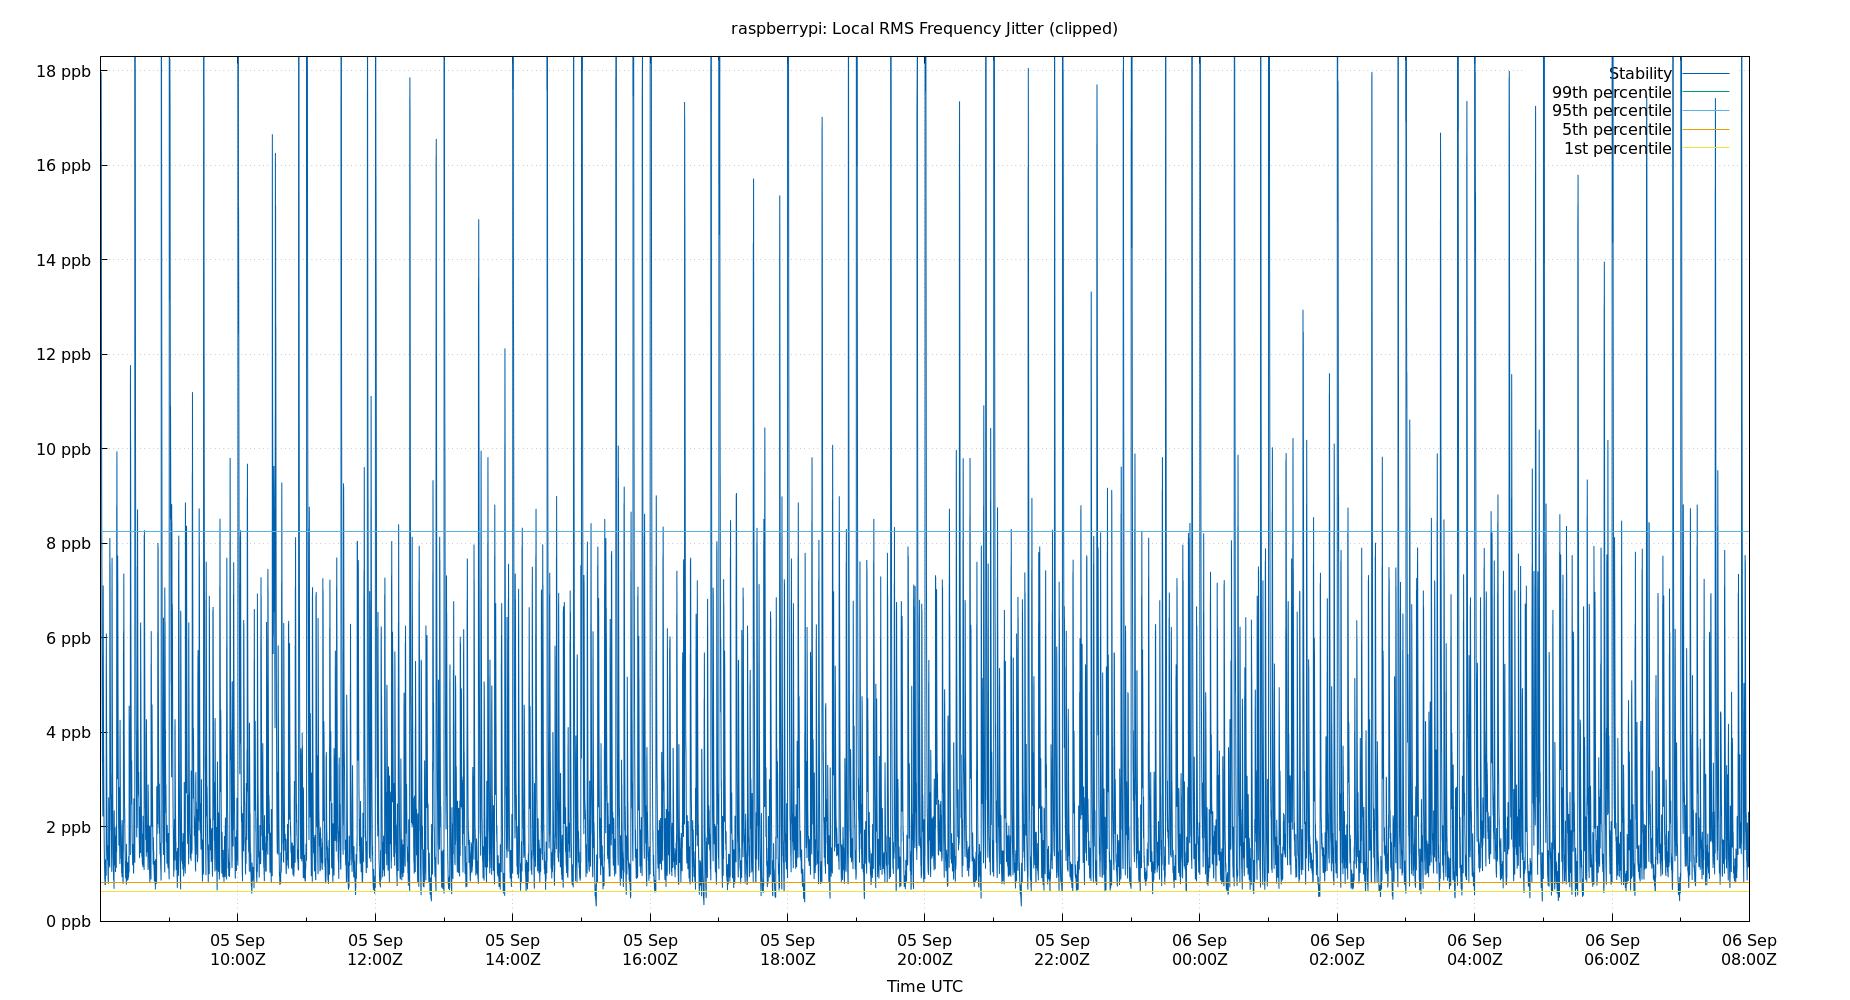 raspberrypi: Local RMS Frequency Jitter (clipped)
18 ppb
16 ppb
14 ppb
12 ppb
10 ppb
8 ppb
6 ppb
4 ppb
2 ppb
0 ppb
Stability
99th percentile
95th percentile
5th percentile
1st percentile
05 Sep 05 Sep 05 Sep 05 Sep 05 Sep 05 Sep 05 Sep 06 Sep 06 Sep 06 Sep 06 Sep 06 Sep
10:00Z 12:00Z 14:00Z 16:00Z 18:00Z 20:00Z 22:00Z 00:00Z 02:00Z 04:00Z 06:00Z 08:00Z
Time UTC